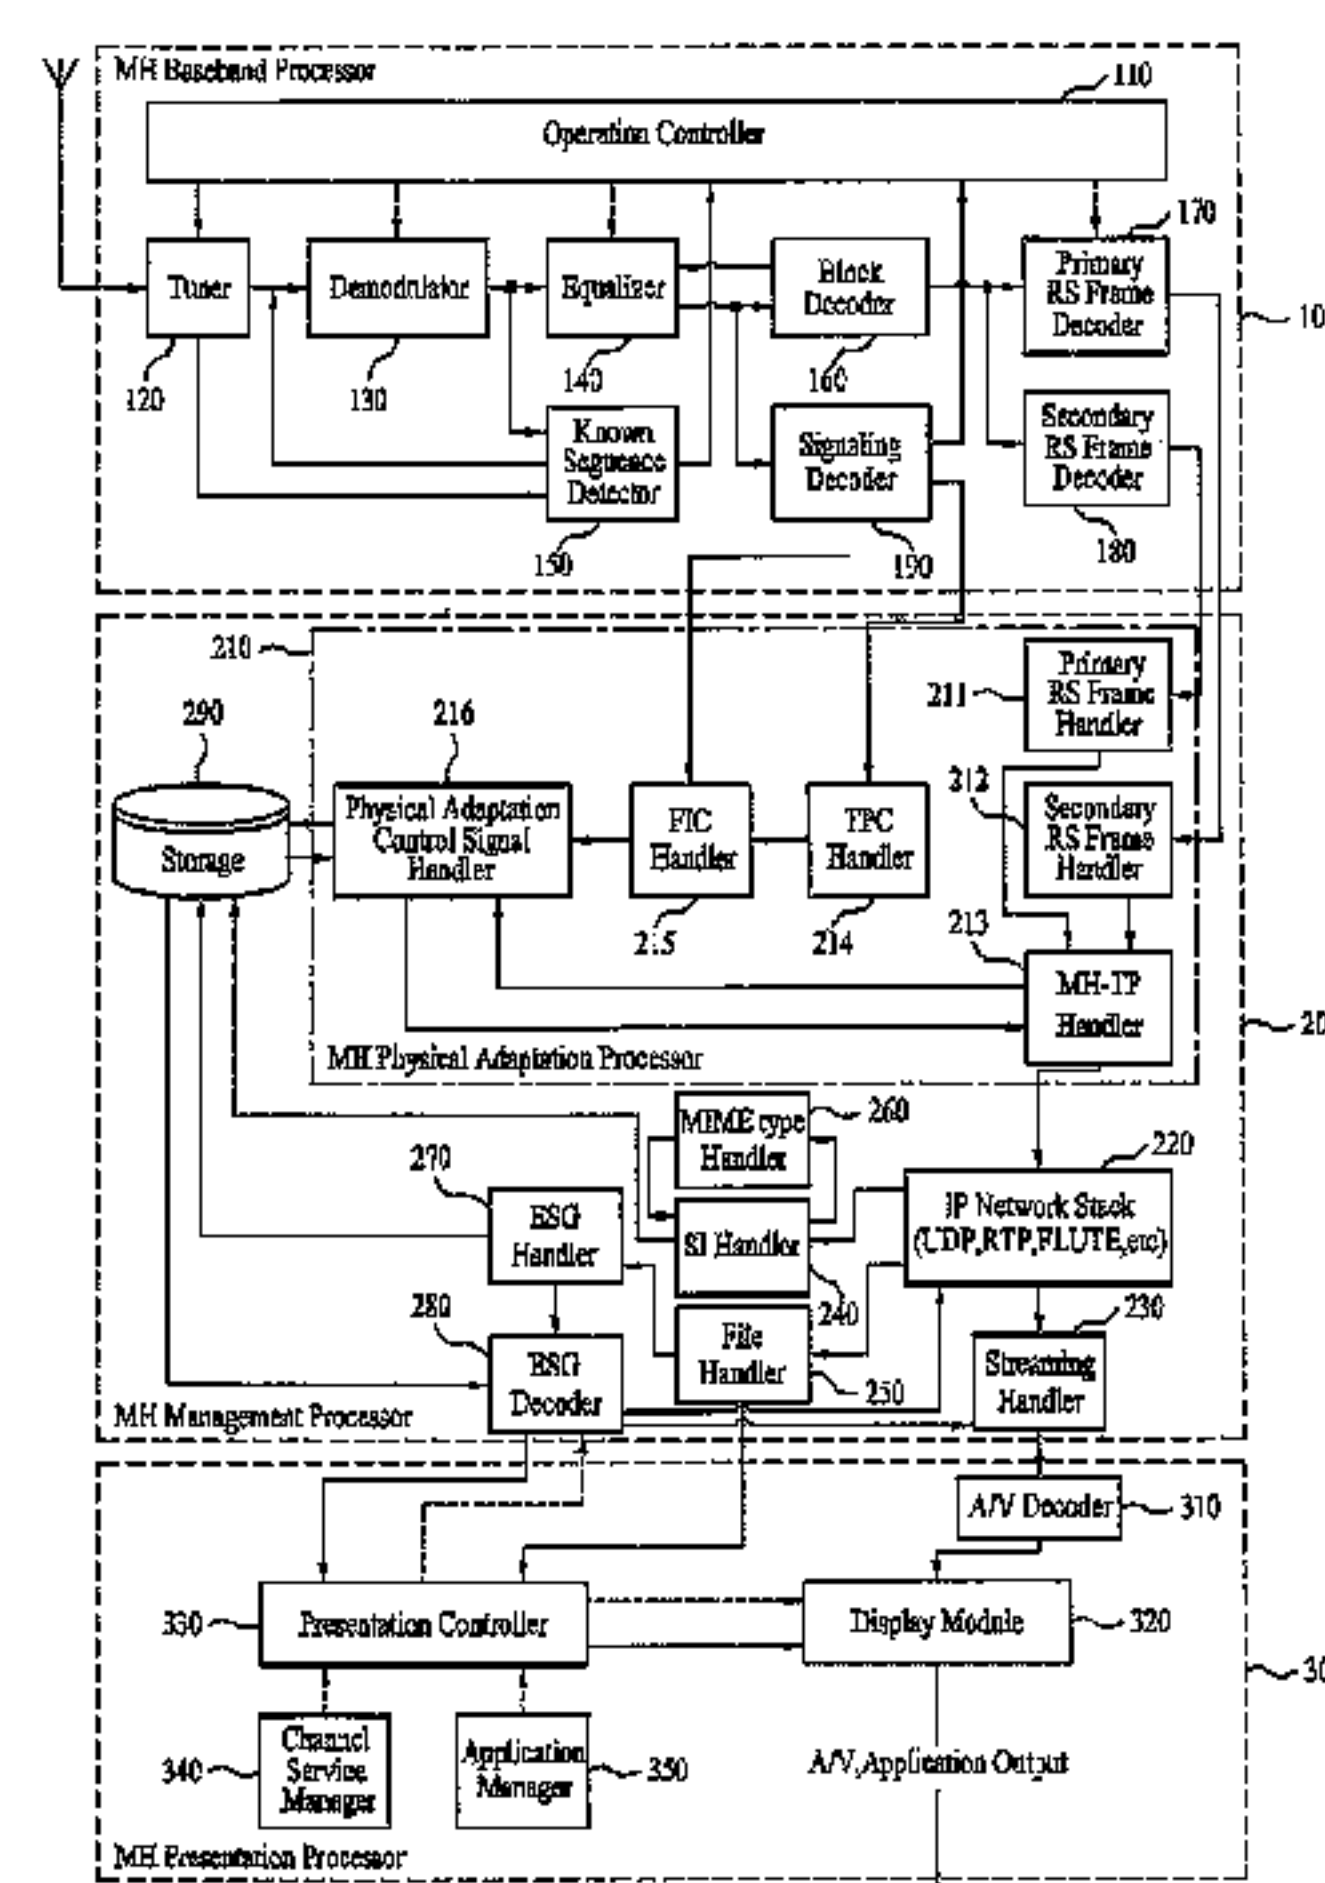 MH Baseband Processor
110
Operation Controller
170
Tuner
Demodulator
Equalizer
Block
Decoder
Primary
RS Frame
Decoder
10
120
130
140
160
Known
Seguence
Detector
Signaling
Decoder
Secondary
RS Frame
Decoder
150
190
180
210
211
Primary
RS Frame
Handler
290
216
212
Storage
Physical Adaptation
Control Signal
Handler
FIC
Handler
TPC
Handler
Secondary
RS Frame
Handler
215
214
213
MH-TP
Handler
20
MH Physical Adaptation Processor
MIME type
Handler
260
270
220
ESG
Handler
SI Handler
IP Network Stack
(UDP,RTP,FLUTE,etc)
240
280
230
ESG
Decoder
File
Handler
250
Streaming
Handler
MH Management Processor
A/V Decoder
310
330
Presentation Controller
Display Module
320
30
340
Channel
Service
Manager
Application
Manager
350
A/V,Application Output
MH Presentation Processor